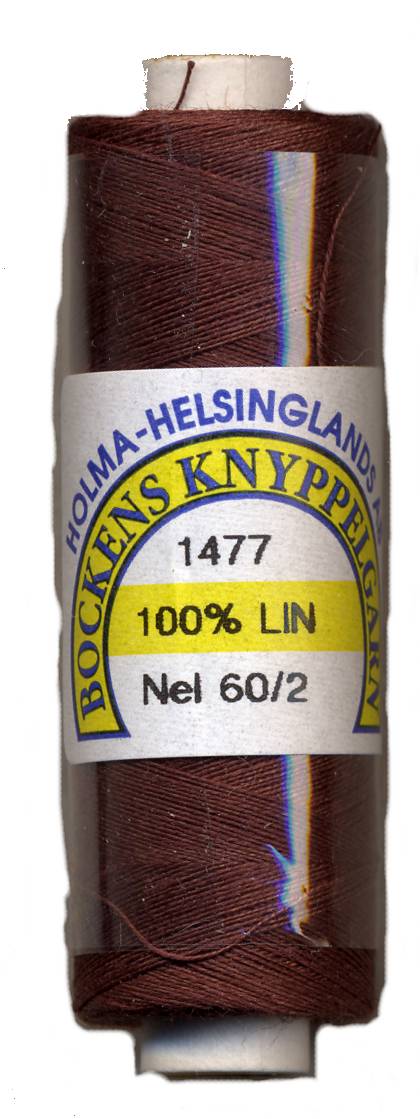 HOLMA-HELSINGLANDS AB
BOCKENS KNYPPELGARN
1477
100% LIN
Nel 60/2